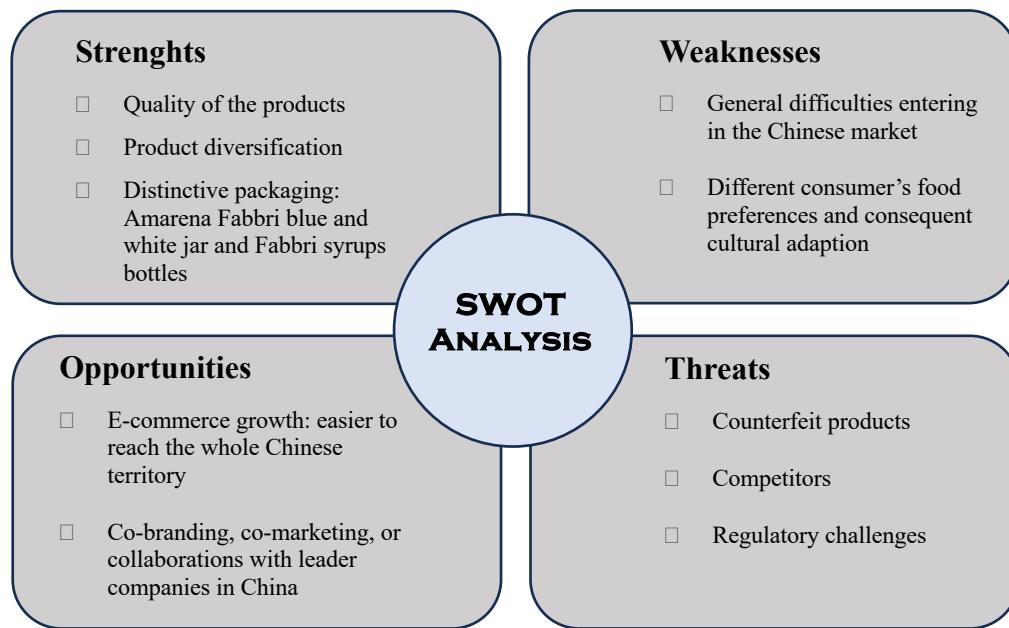 Strenghts
□ Quality of the products
□ Product diversification
□ Distinctive packaging:
Amarena Fabbri blue and
white jar and Fabbri syrups
bottles
Weaknesses
□ General difficulties entering
in the Chinese market
□ Different consumer’s food
preferences and consequent
cultural adaption
SWOT
ANALYSIS
Opportunities
□ E-commerce growth: easier to
reach the whole Chinese
territory
□ Co-branding, co-marketing, or
collaborations with leader
companies in China
Threats
□ Counterfeit products
□ Competitors
□ Regulatory challenges